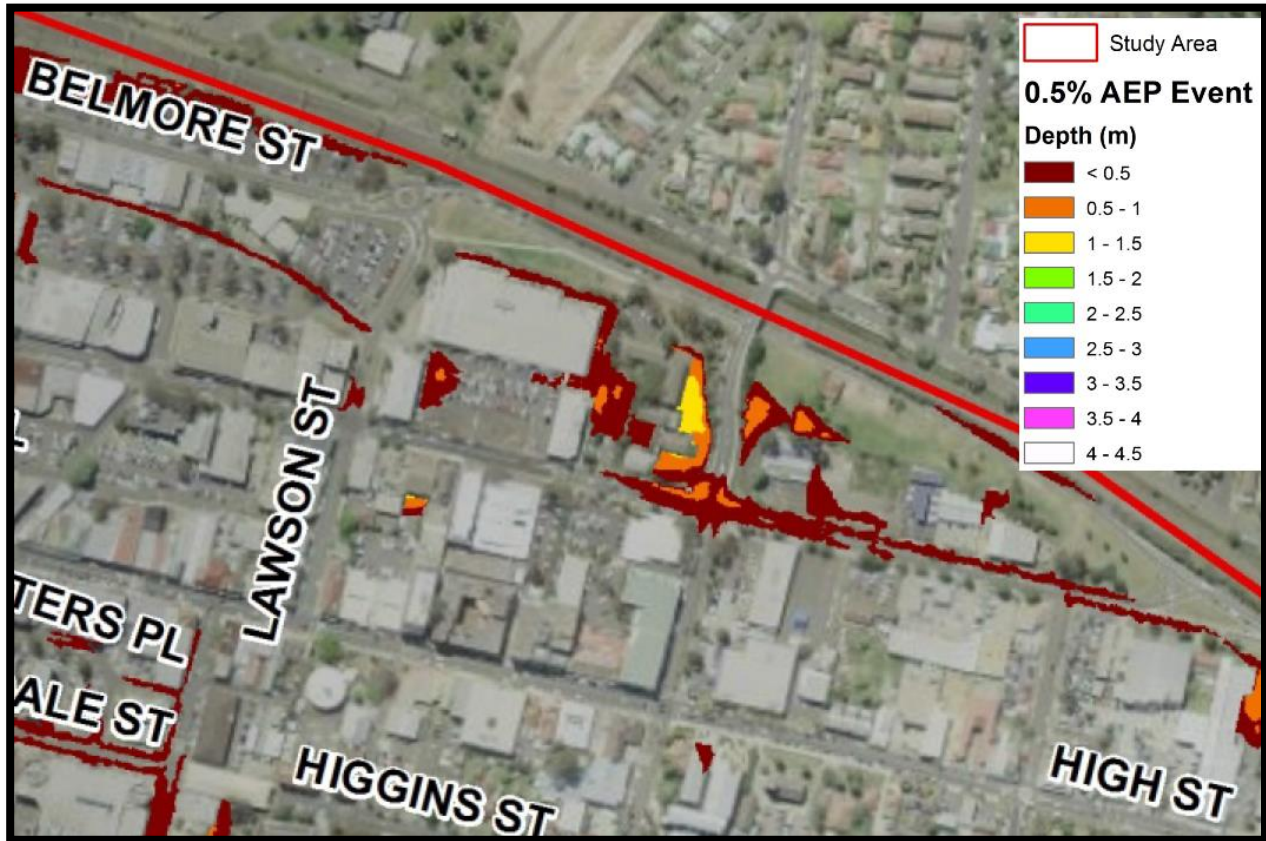 Study Area
0.5% AEP Event
Depth (m)
< 0.5
0.5 - 1
1 - 1.5
1.5 - 2
2 - 2.5
2.5 - 3
3 - 3.5
3.5 - 4
4 - 4.5
BELMORE ST
LAWSON ST
TERS PL
ALE ST
HIGGINS ST
HIGH ST